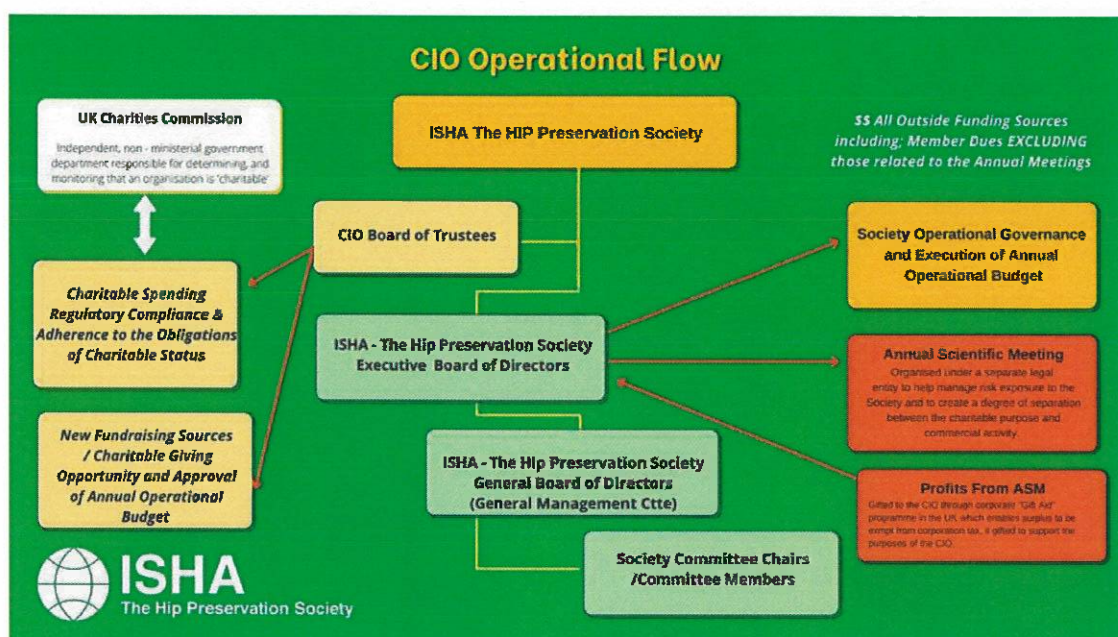 CIO Operational Flow
UK Charities Commission
Independent, non - ministerial government
department responsible for determining, and
monitoring that an organisation is 'charitable'
ISHA The HIP Preservation Society
$$ All Outside Funding Sources
including; Member Dues EXCLUDING
those related to the Annual Meetings
CIO Board of Trustees
Society Operational Governance
and Execution of Annual
Operational Budget
Charitable Spending
Regulatory Compliance &
Adherence to the Obligations
of Charitable Status
ISHA - The Hip Preservation Society
Executive Board of Directors
Annual Scientific Meeting
Organised under a separate legal
entity to help manage risk exposure to the
Society and to create a degree of separation
between the charitable purpose and
commercial activity.
New Fundraising Sources
/ Charitable Giving
Opportunity and Approval
of Annual Operational
Budget
ISHA - The Hip Preservation Society
General Board of Directors
(General Management Ctte)
Profits From ASM
Gifted to the CIO through corporate "Gift Aid"
programme in the UK which enables surplus to be
exempt from corporation tax, if gifted to support the
purposes of the CIO.
Society Committee Chairs
/Committee Members
ISHA
The Hip Preservation Society